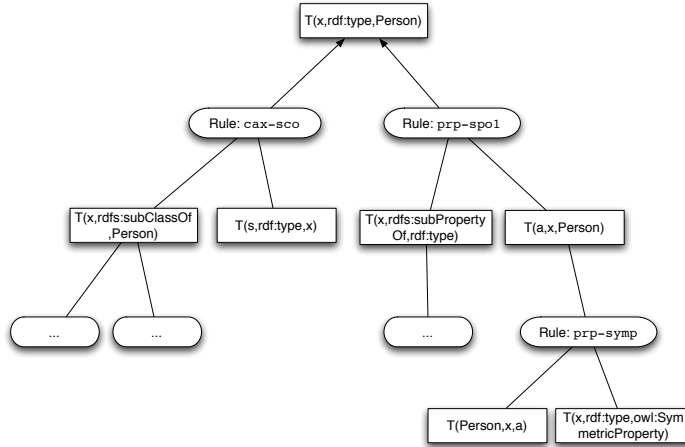 T(x,rdf:type,Person)
Rule: cax-sco
Rule: prp-spo1
T(x,rdfs:subClassOf
,Person)
T(s,rdf:type,x)
T(x,rdfs:subProperty
Of,rdf:type)
T(a,x,Person)
...
...
...
Rule: prp-symp
T(Person,x,a)
T(x,rdf:type,owl:Sym
metricProperty)